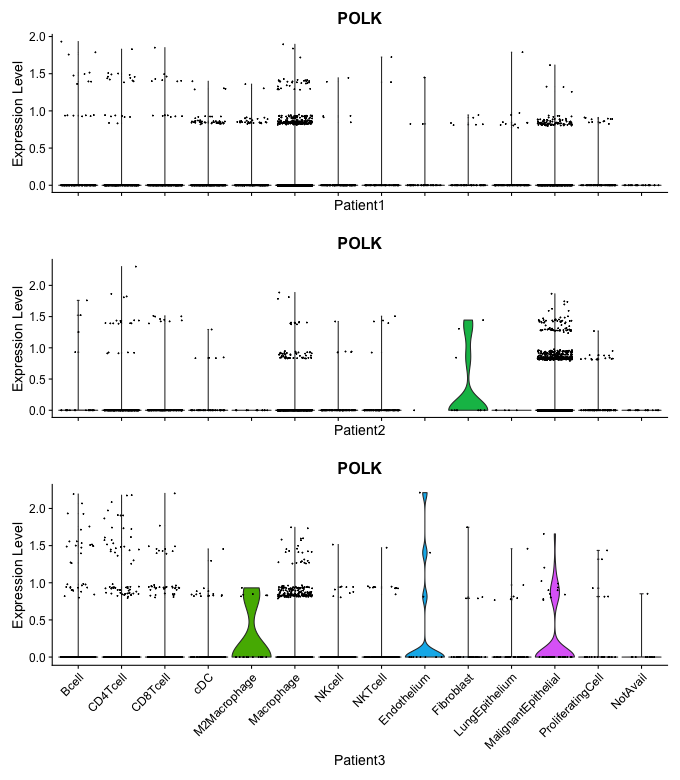 POLK
Expression Level
2.0
1.5
1.0
0.5
0.0
Patient1
POLK
Expression Level
2.0
1.5
1.0
0.5
0.0
Patient2
POLK
Expression Level
2.0
1.5
1.0
0.5
0.0
Bcell
CD4Tcell
CD8Tcell
cDC
M2Macrophage
Macrophage
NKcell
NKTcell
Endothelium
Fibroblast
LungEpithelium
MalignantEpithelial
ProliferatingCell
NotAvail
Patient3